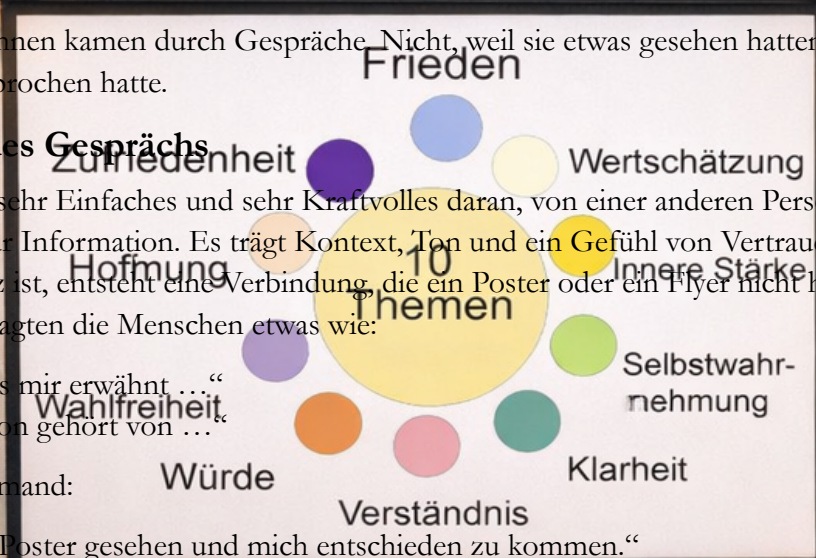 nnen kamen durch Gespräche. Nicht, weil sie etwas gesehen hatten
Frieden
prochen hatte.
es Gesprächs
Zufriedenheit
Wertschätzung
sehr Einfaches und sehr Kraftvolles daran, von einer anderen Pers
r Information. Es trägt Kontext, Ton und ein Gefühl von Vertrau
Hoffnung
10
Innere Stärke
z ist, entsteht eine Verbindung, die ein Poster oder ein Flyer nicht h
Themen
agten die Menschen etwas wie:
Selbstwahr-
nehmung
s mir erwähnt …“
Wahlfreiheit
on gehört von …“
Würde
Klarheit
mand:
Verständnis
Poster gesehen und mich entschieden zu kommen.“